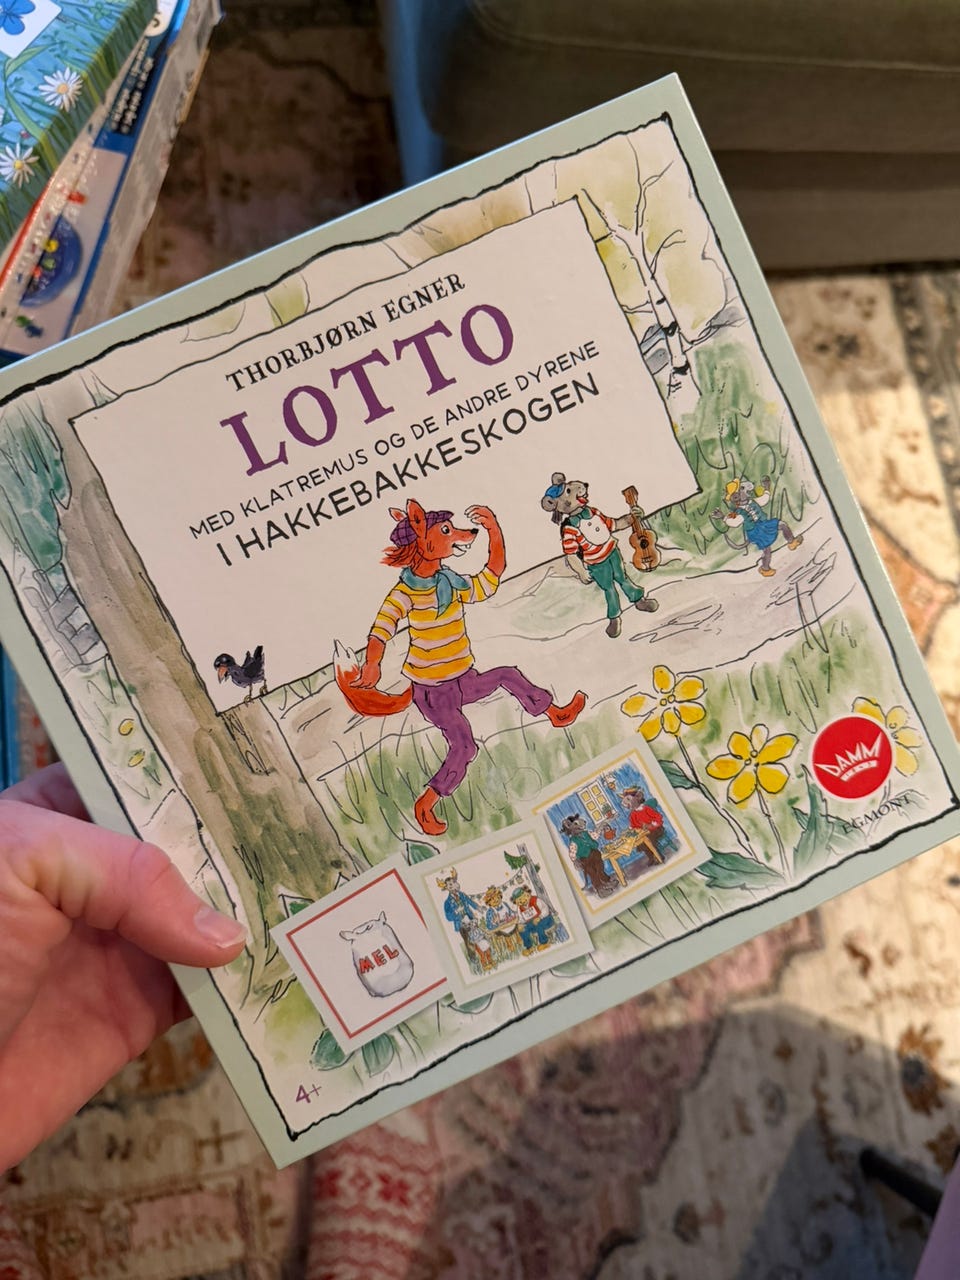 THORBJØRN EGNER
LOTTO
MED KLATREMUS OG DE ANDRE DYRENE
I HAKKEBAKKESKOGEN
MEL
DAMM
EGMONT
4+